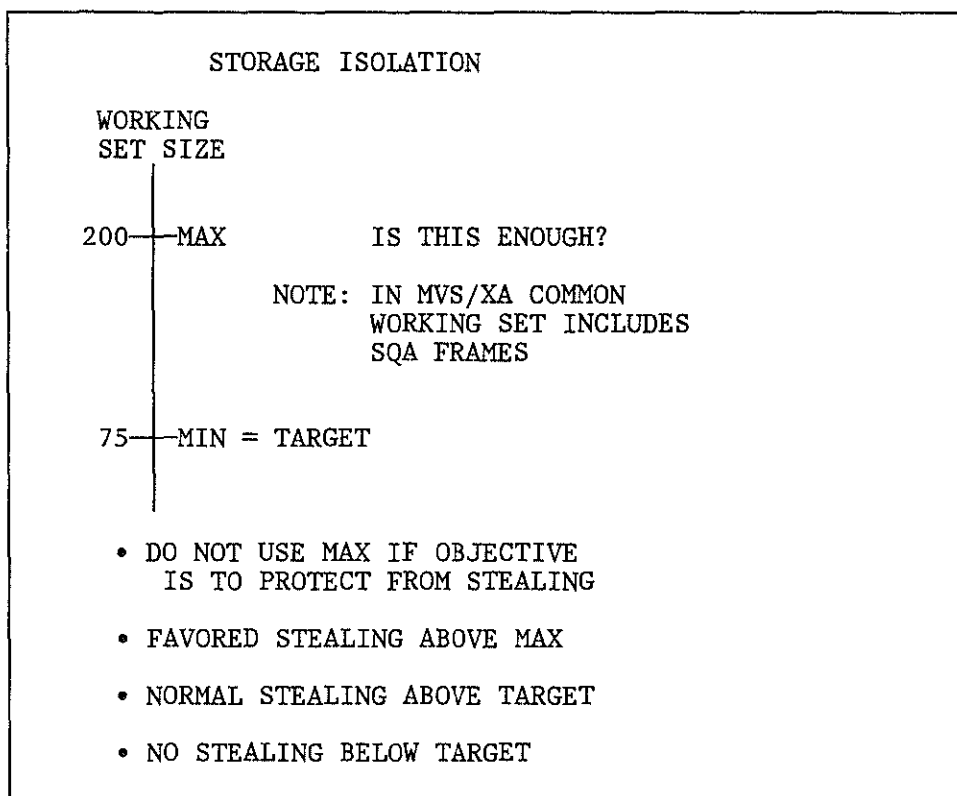 STORAGE ISOLATION
WORKING
SET SIZE
200 MAX IS THIS ENOUGH?
NOTE: IN MVS/XA COMMON
WORKING SET INCLUDES
SQA FRAMES
75 MIN = TARGET
• DO NOT USE MAX IF OBJECTIVE
IS TO PROTECT FROM STEALING
• FAVORED STEALING ABOVE MAX
• NORMAL STEALING ABOVE TARGET
• NO STEALING BELOW TARGET